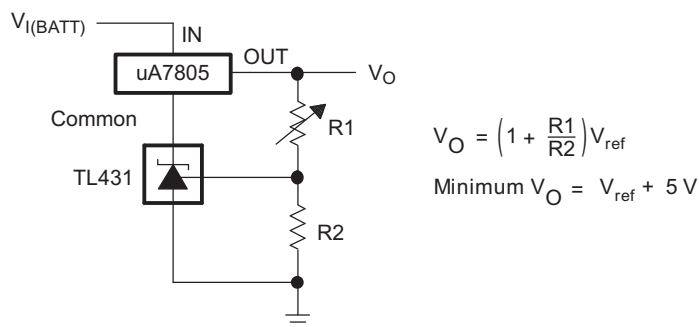 V_I(BATT)
IN
OUT
uA7805
V_O
Common
R1
TL431
R2
V_O = (1 + R1/R2) V_ref
Minimum V_O = V_ref + 5 V